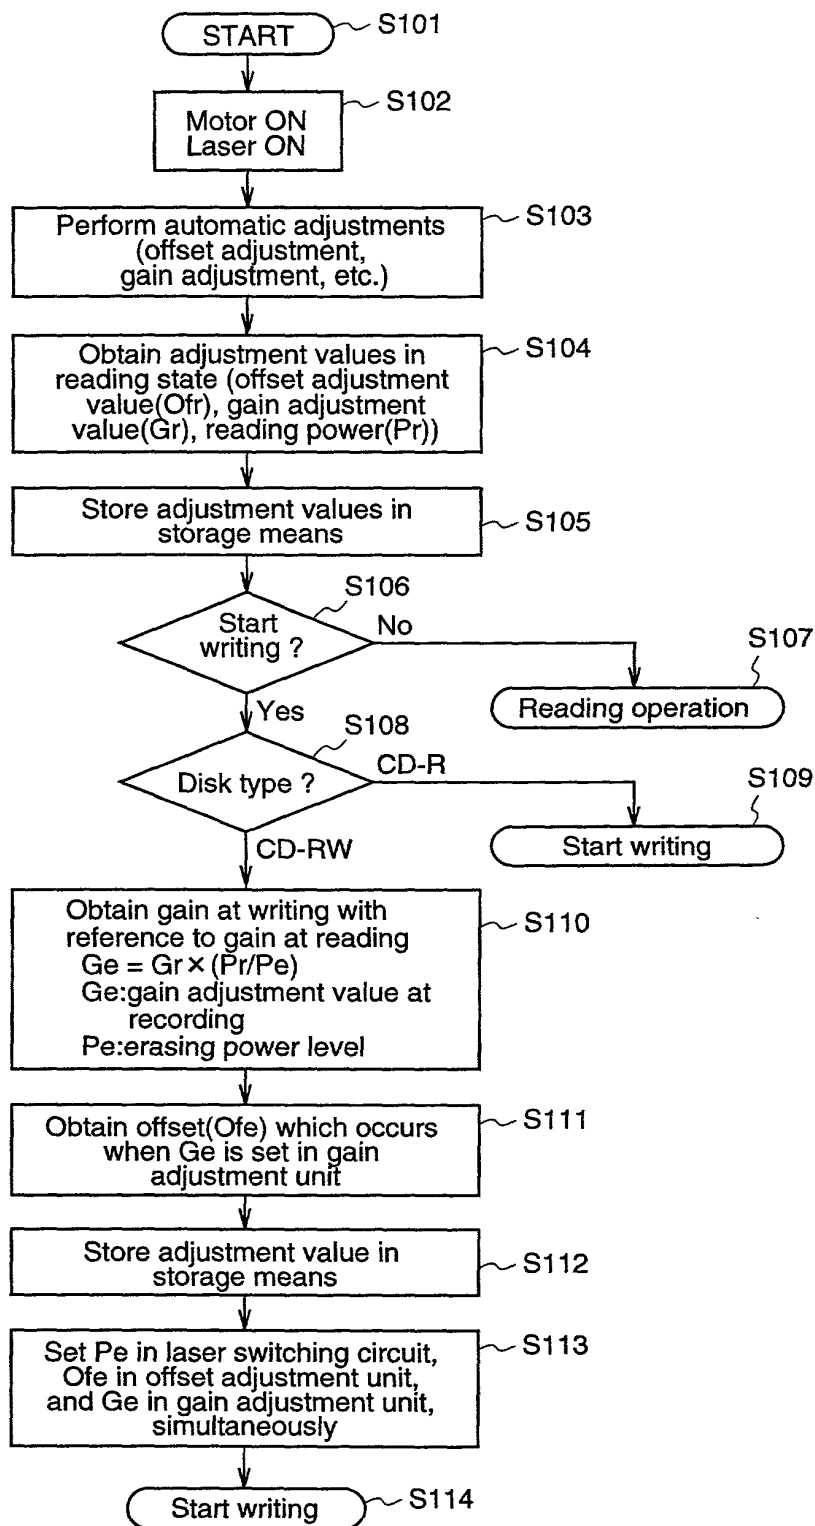 START
S101
Motor ON
Laser ON
S102
Perform automatic adjustments
(offset adjustment,
gain adjustment, etc.)
S103
Obtain adjustment values in
reading state (offset adjustment
value(Ofr), gain adjustment
value(Gr), reading power(Pr))
S104
Store adjustment values in
storage means
S105
S106
Start
writing ?
No
S107
Reading operation
Yes
S108
Disk type ?
CD-R
S109
Start writing
CD-RW
Obtain gain at writing with
reference to gain at reading
Ge = Gr × (Pr/Pe)
Ge:gain adjustment value at
recording
Pe:erasing power level
S110
Obtain offset(Ofe) which occurs
when Ge is set in gain
adjustment unit
S111
Store adjustment value in
storage means
S112
Set Pe in laser switching circuit,
Ofe in offset adjustment unit,
and Ge in gain adjustment unit,
simultaneously
S113
Start writing
S114